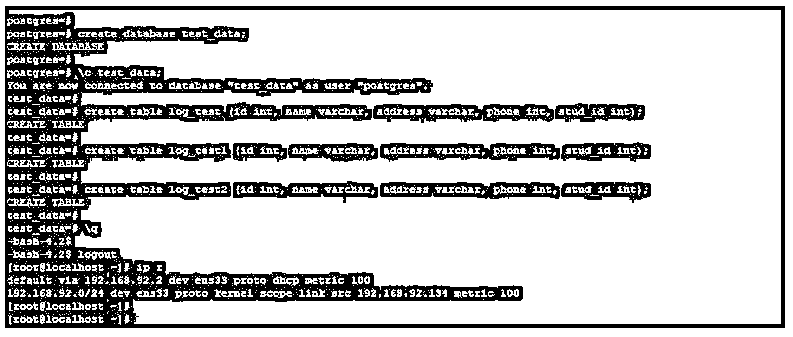 postgres=#
postgres=# create database test_data;
CREATE DATABASE
postgres=#
postgres=# \c test_data;
You are now connected to database "test_data" as user "postgres".
test_data=#
test_data=# create table log_test (id int, name varchar, address varchar, phone int, stud_id int);
CREATE TABLE
test_data=#
test_data=# create table log_test1 (id int, name varchar, address varchar, phone int, stud_id int);
CREATE TABLE
test_data=#
test_data=# create table log_test2 (id int, name varchar, address varchar, phone int, stud_id int);
CREATE TABLE
test_data=#
test_data=# \q
-bash-4.2$
-bash-4.2$ logout
[root@localhost ~]# ip r
default via 192.168.92.2 dev ens33 proto dhcp metric 100
192.168.92.0/24 dev ens33 proto kernel scope link src 192.168.92.134 metric 100
[root@localhost ~]#
[root@localhost ~]#